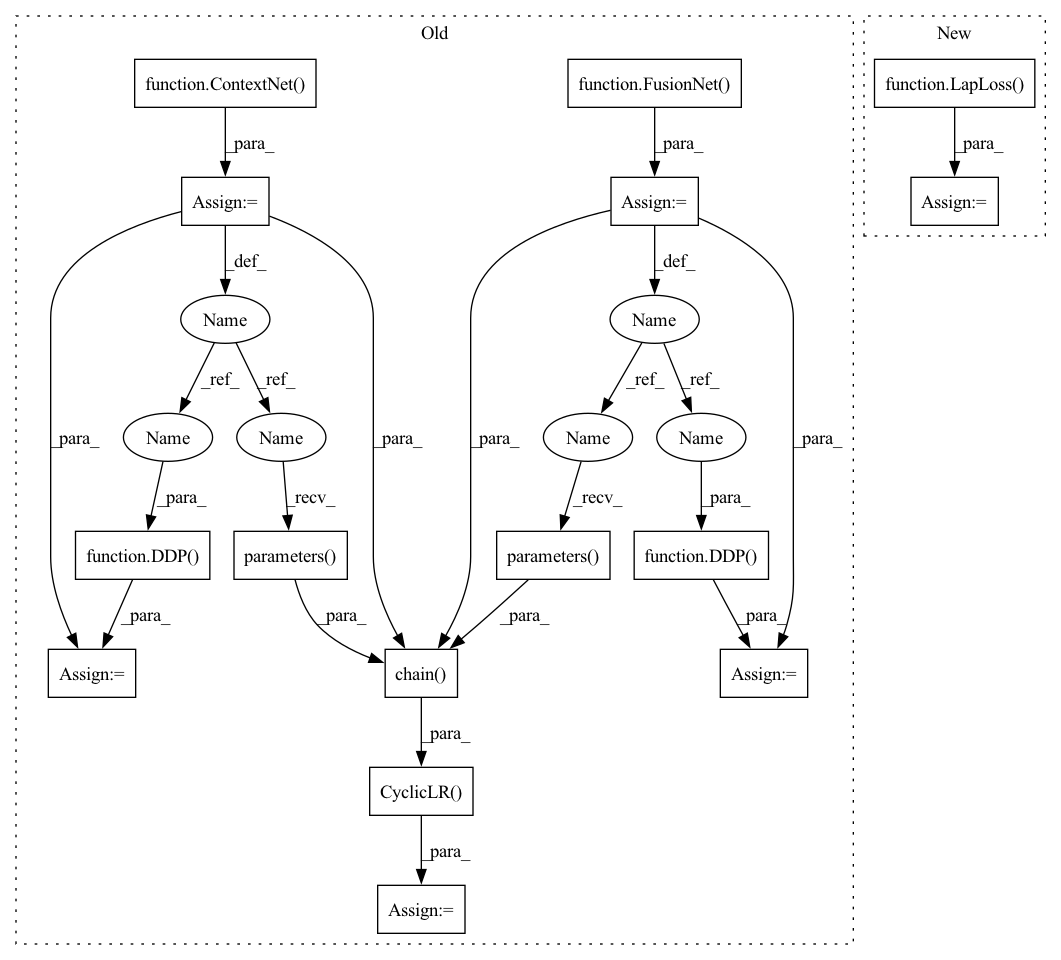 Old
New
function.ContextNet()
function.FusionNet()
function.LapLoss()
_para_
_para_
_para_
Assign:=
Assign:=
Assign:=
_def_
_def_
Name
Name
_ref_
_ref_
_ref_
_ref_
Name
Name
Name
Name
_para_
_para_
_recv_
_para_
_para_
_recv_
_para_
_para_
function.DDP()
parameters()
parameters()
function.DDP()
_para_
_para_
_para_
_para_
Assign:=
chain()
Assign:=
_para_
CyclicLR()
_para_
Assign:=